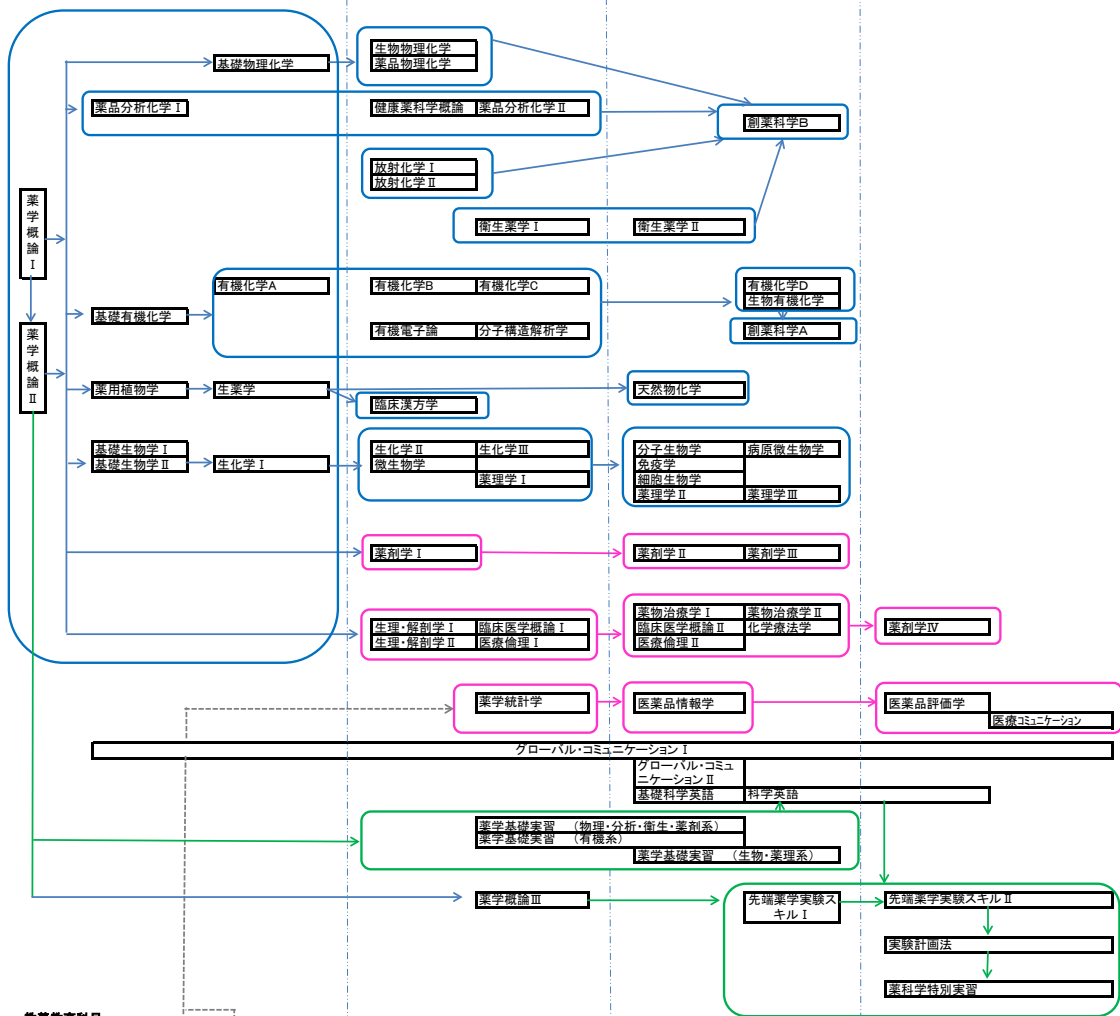 生物物理化学
薬品物理化学
基礎物理化学
薬品分析化学Ⅰ
健康薬科学概論
薬品分析化学Ⅱ
創薬科学B
放射化学Ⅰ
放射化学Ⅱ
衛生薬学Ⅰ
衛生薬学Ⅱ
薬学概論Ⅰ
有機化学A
有機化学B
有機化学C
有機化学D
生物有機化学
基礎有機化学
有機電子論
分子構造解析学
創薬科学A
薬学概論Ⅱ
薬用植物学
生薬学
天然物化学
臨床漢方学
基礎生物学Ⅰ
基礎生物学Ⅱ
生化学Ⅰ
生化学Ⅱ
生化学Ⅲ
微生物学
薬理学Ⅰ
分子生物学
病原微生物学
免疫学
細胞生物学
薬理学Ⅱ
薬理学Ⅲ
薬剤学Ⅰ
薬剤学Ⅱ
薬剤学Ⅲ
生理・解剖学Ⅰ
臨床医学概論Ⅰ
生理・解剖学Ⅱ
医療倫理Ⅰ
薬物治療学Ⅰ
薬物治療学Ⅱ
臨床医学概論Ⅱ
化学療法学
医療倫理Ⅱ
薬剤学Ⅳ
薬学統計学
医薬品情報学
医薬品評価学
医療コミュニケーション
グローバル・コミュニケーションⅠ
グローバル・コミュ
ニケーションⅡ
基礎科学英語
科学英語
薬学基礎実習 (物理・分析・衛生・薬剤系)
薬学基礎実習 (有機系)
薬学基礎実習 (生物・薬理系)
薬学概論Ⅲ
先端薬学実験ス
キルⅠ
先端薬学実験スキルⅡ
実験計画法
薬科学特別実習